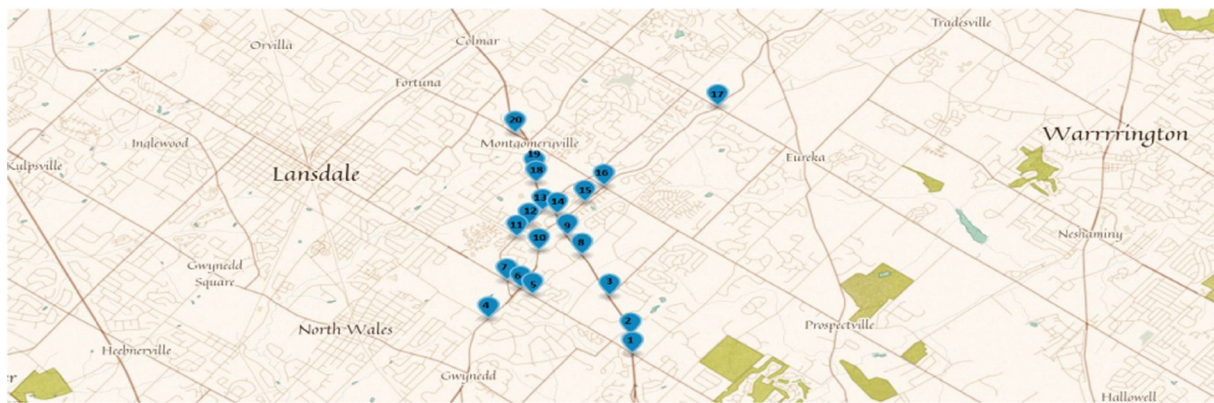 Tradesville
Orvilla
Colmar
Fortuna
17
20
Inglewood
Montgomeryville
Warrrrington
19
Kulpsville
Lansdale
18
16
Eureka
15
13
14
12
11
9
Neshaminy
10
8
Gwynedd
Square
7
6
5
3
4
North Wales
2
Prospectville
1
Heebnerville
Gwynedd
er
Hallowell